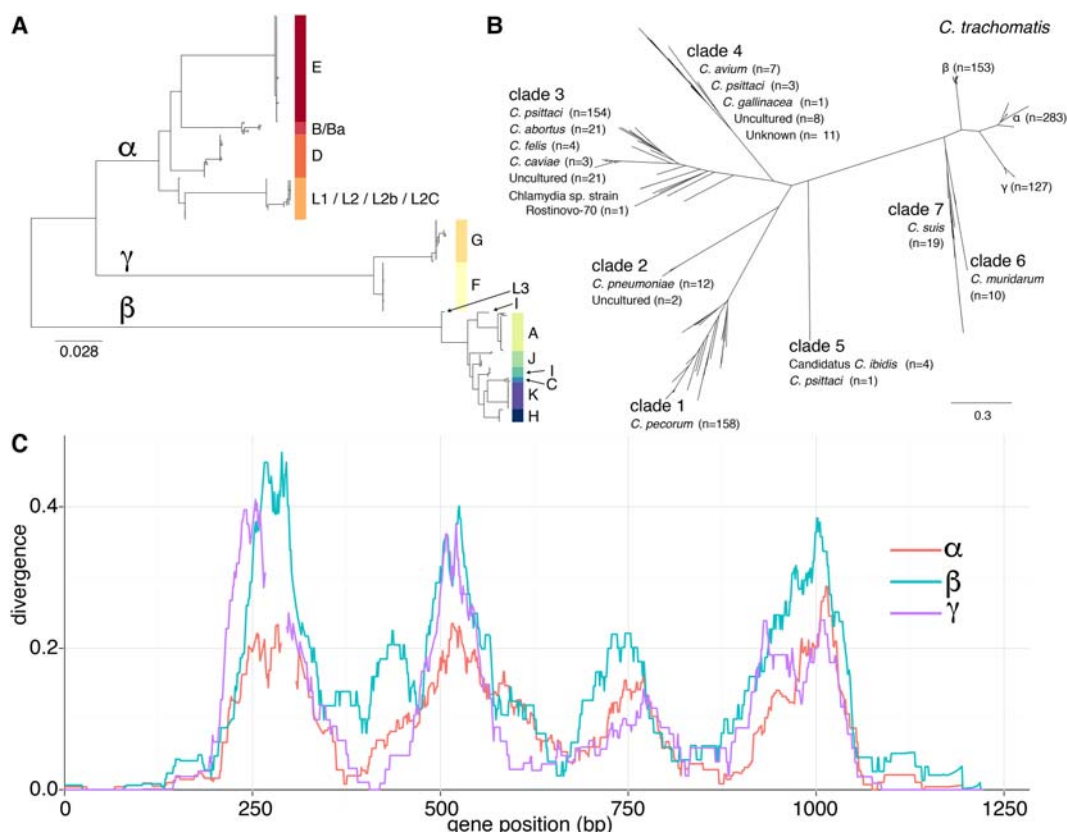 A
E
B/Ba
D
α
L1 / L2 / L2b / L2C
G
γ
F
L3
I
β
A
J
I
C
K
H
0.028
B
C. trachomatis
clade 4
C. avium (n=7)
C. psittaci (n=3)
C. gallinacea (n=1)
Uncultured (n=8)
Unknown (n= 11)
β (n=153)
α (n=283)
γ (n=127)
clade 3
C. psittaci (n=154)
C. abortus (n=21)
C. felis (n=4)
C. caviae (n=3)
Uncultured (n=21)
Chlamydia sp. strain
Rostinovo-70 (n=1)
clade 7
C. suis
(n=19)
clade 6
C. muridarum
(n=10)
clade 2
C. pneumoniae (n=12)
Uncultured (n=2)
clade 5
Candidatus C. ibidis (n=4)
C. psittaci (n=1)
clade 1
C. pecorum (n=158)
0.3
C
divergence
0.4
0.2
0.0
α
β
γ
0 250 500 750 1000 1250
gene position (bp)